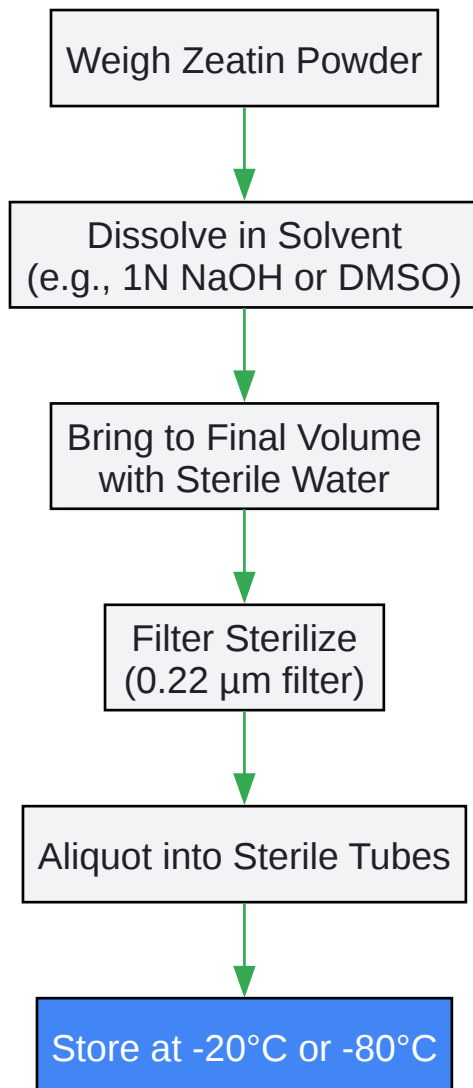 Weigh Zeatin Powder
Dissolve in Solvent
(e.g., 1N NaOH or DMSO)
Bring to Final Volume
with Sterile Water
Filter Sterilize
(0.22 µm filter)
Aliquot into Sterile Tubes
Store at -20°C or -80°C